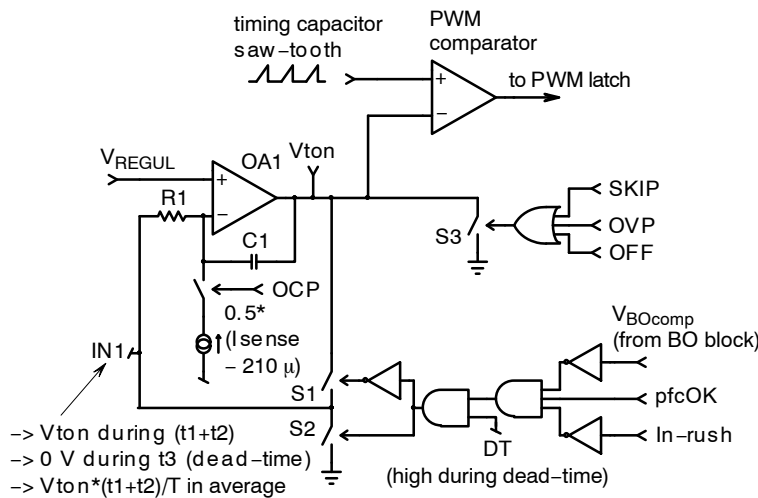 timing capacitor
saw-tooth
PWM
comparator
to PWM latch
+
−
VREGUL
OA1
Vton
+
−
R1
C1
S3
SKIP
OVP
OFF
OCP
0.5*
(Isense
− 210 µ)
IN1
S1
S2
VBOcomp
(from BO block)
pfcOK
In-rush
DT
(high during dead-time)
-> Vton during (t1+t2)
-> 0 V during t3 (dead-time)
-> Vton*(t1+t2)/T in average